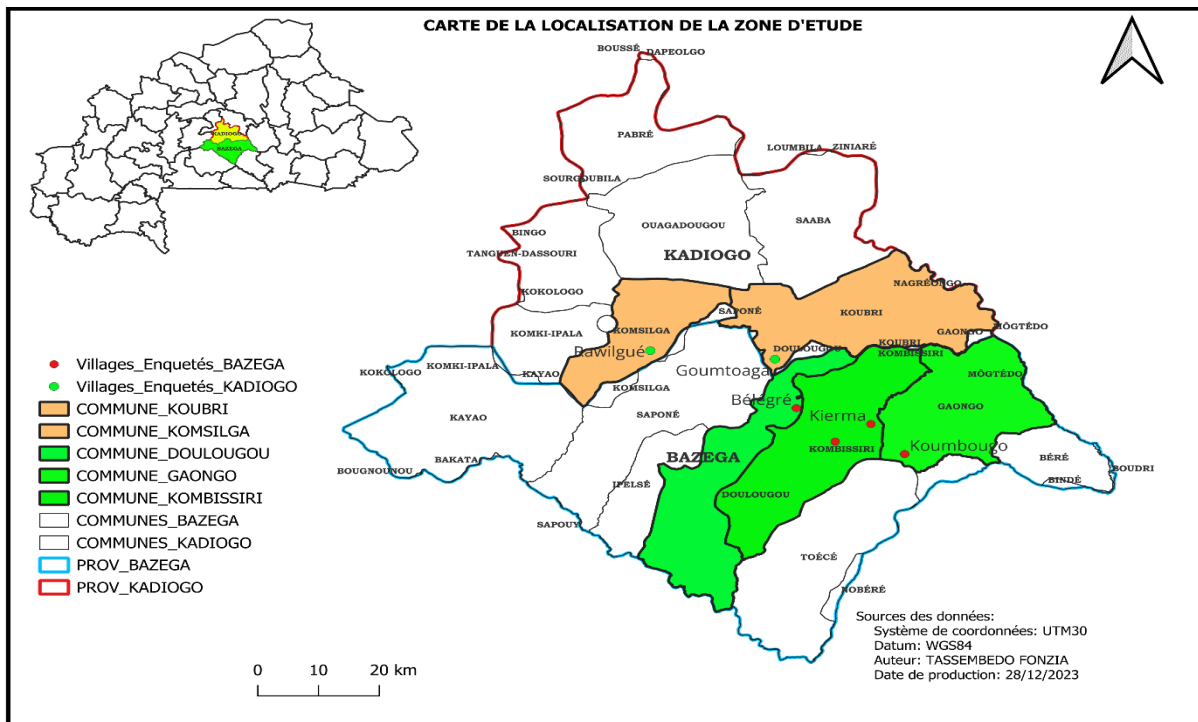 CARTE DE LA LOCALISATION DE LA ZONE D'ETUDE
KADIOGO
BAZEGA
BOUSSÉ
DAPEOLGO
PABRÉ
LOUMBILA
ZINIARÉ
SOURGOUBILA
OUAGADOUGOU
SAABA
BINGO
TANGUEN-DASSOURI
KADIOGO
KOKOLOGO
NAGRÉONGO
SAPONÉ
KOUBRI
KOMKI-IPALA
KOMSILGA
GAONGO
MÔGTÉDO
Rawilgué
DOULOUGOU
KOUBRI
KOMBISSIRI
KOKOLOGO
KOMKI-IPALA
KAYAO
Goumtoaga
MÔGTÉDO
KOMSILGA
Bélégré
KAYAO
SAPONÉ
Kierma
GAONGO
KOMBISSIRI
Koumbougo
BAKATA
BAZEGA
BÉRÉ
BOUDRI
BOUGNOUNOU
BINDÉ
IPELSÉ
DOULOUGOU
SAPOUY
TOÉCÉ
NOBÉRÉ
Villages_Enquetés_BAZEGA
Villages_Enquetés_KADIOGO
COMMUNE_KOUBRI
COMMUNE_KOMSILGA
COMMUNE_DOULOUGOU
COMMUNE_GAONGO
COMMUNE_KOMBISSIRI
COMMUNES_BAZEGA
COMMUNES_KADIOGO
PROV_BAZEGA
PROV_KADIOGO
0 10 20 km
Sources des données:
Système de coordonnées: UTM30
Datum: WGS84
Auteur: TASSEMBEDO FONZIA
Date de production: 28/12/2023